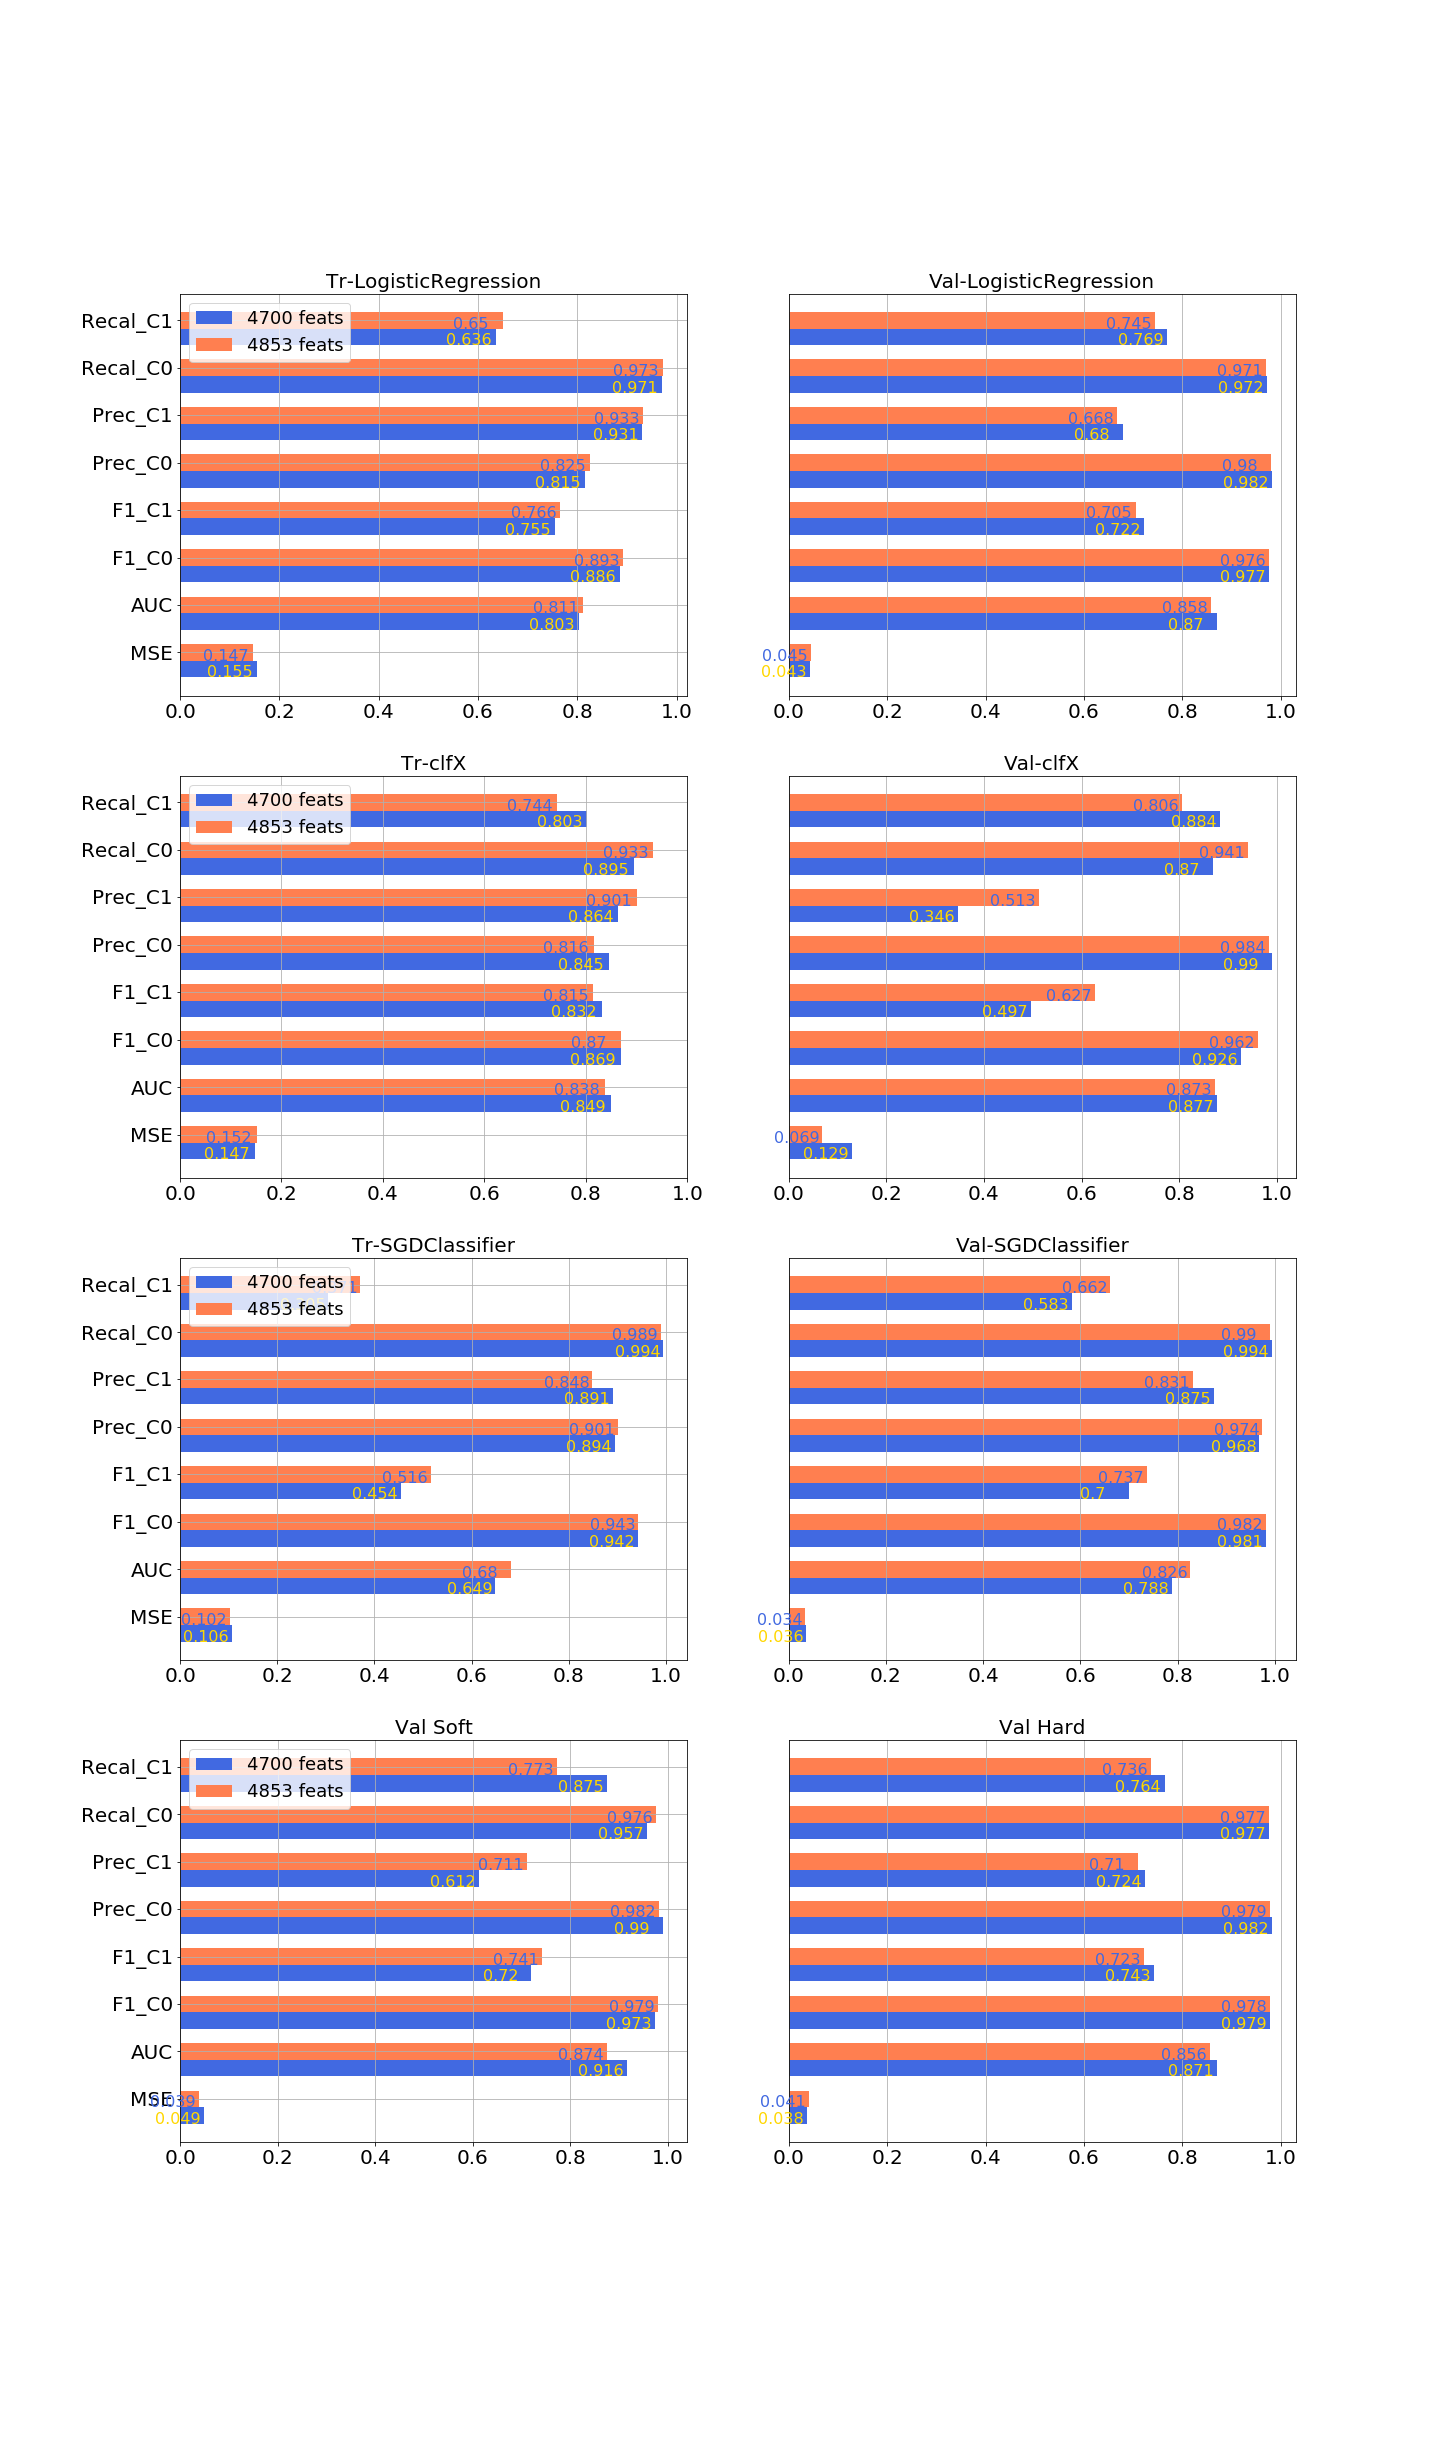 Tr-LogisticRegression
4700 feats
4853 feats
Recal_C1
0.65
0.636
Recal_C0
0.973
0.971
Prec_C1
0.933
0.931
Prec_C0
0.825
0.815
F1_C1
0.766
0.755
F1_C0
0.893
0.886
AUC
0.811
0.803
MSE
0.147
0.155
0.0 0.2 0.4 0.6 0.8 1.0
Val-LogisticRegression
0.745
0.769
0.971
0.972
0.668
0.68
0.98
0.982
0.705
0.722
0.976
0.977
0.858
0.87
0.045
0.043
0.0 0.2 0.4 0.6 0.8 1.0
Tr-clfX
4700 feats
4853 feats
Recal_C1
0.744
0.803
Recal_C0
0.933
0.895
Prec_C1
0.901
0.864
Prec_C0
0.816
0.845
F1_C1
0.815
0.832
F1_C0
0.87
0.869
AUC
0.838
0.849
MSE
0.152
0.147
0.0 0.2 0.4 0.6 0.8 1.0
Val-clfX
0.806
0.884
0.941
0.87
0.513
0.346
0.984
0.99
0.627
0.497
0.962
0.926
0.873
0.877
0.069
0.129
0.0 0.2 0.4 0.6 0.8 1.0
Tr-SGDClassifier
4700 feats
4853 feats
Recal_C1
Recal_C0
0.989
0.994
Prec_C1
0.848
0.891
Prec_C0
0.901
0.894
F1_C1
0.516
0.454
F1_C0
0.943
0.942
AUC
0.68
0.649
MSE
0.102
0.106
0.0 0.2 0.4 0.6 0.8 1.0
Val-SGDClassifier
0.662
0.583
0.99
0.994
0.831
0.875
0.974
0.968
0.737
0.7
0.982
0.981
0.826
0.788
0.034
0.036
0.0 0.2 0.4 0.6 0.8 1.0
Val Soft
4700 feats
4853 feats
Recal_C1
0.773
0.875
Recal_C0
0.976
0.957
Prec_C1
0.711
0.612
Prec_C0
0.982
0.99
F1_C1
0.741
0.72
F1_C0
0.979
0.973
AUC
0.874
0.916
MSE
0.039
0.049
0.0 0.2 0.4 0.6 0.8 1.0
Val Hard
0.736
0.764
0.977
0.977
0.71
0.724
0.979
0.982
0.723
0.743
0.978
0.979
0.856
0.871
0.041
0.038
0.0 0.2 0.4 0.6 0.8 1.0